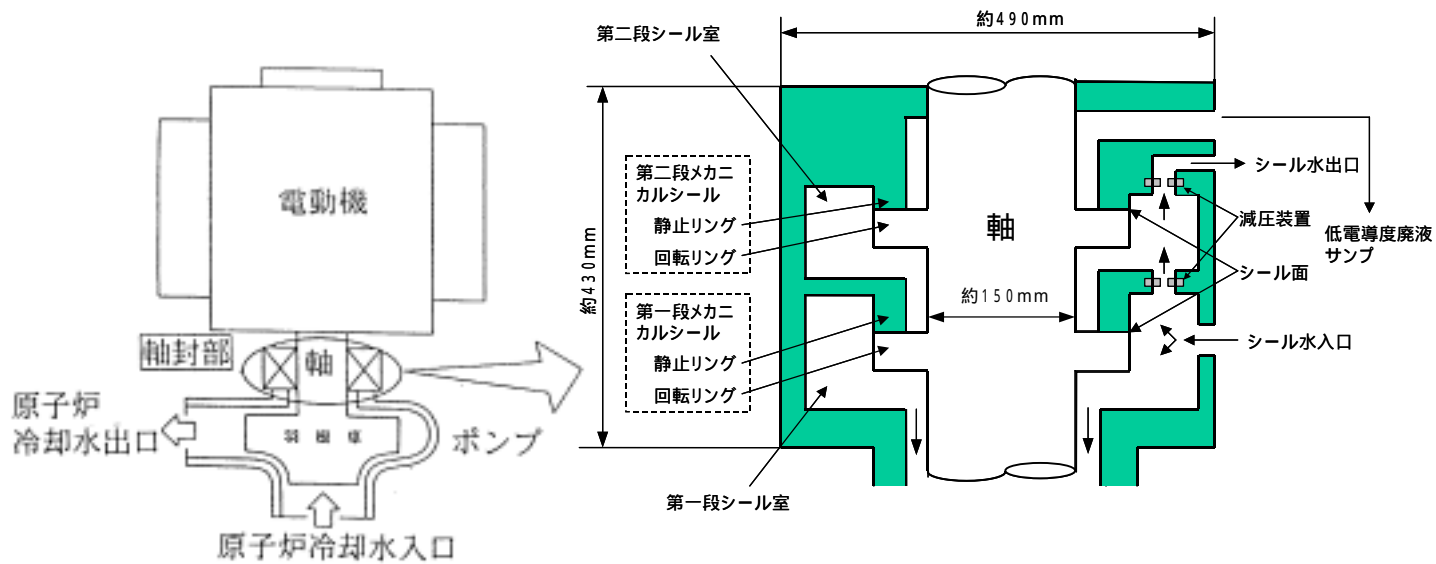 電動機
軸封部
軸
原子炉
冷却水出口
羽根車
ポンプ
原子炉冷却水入口
約490mm
第二段シール室
約430mm
第二段メカニ
カルシール
静止リング
回転リング
第一段メカニ
カルシール
静止リング
回転リング
第一段シール室
軸
約150mm
シール水出口
減圧装置
低電導度廃液
サンプ
シール面
シール水入口